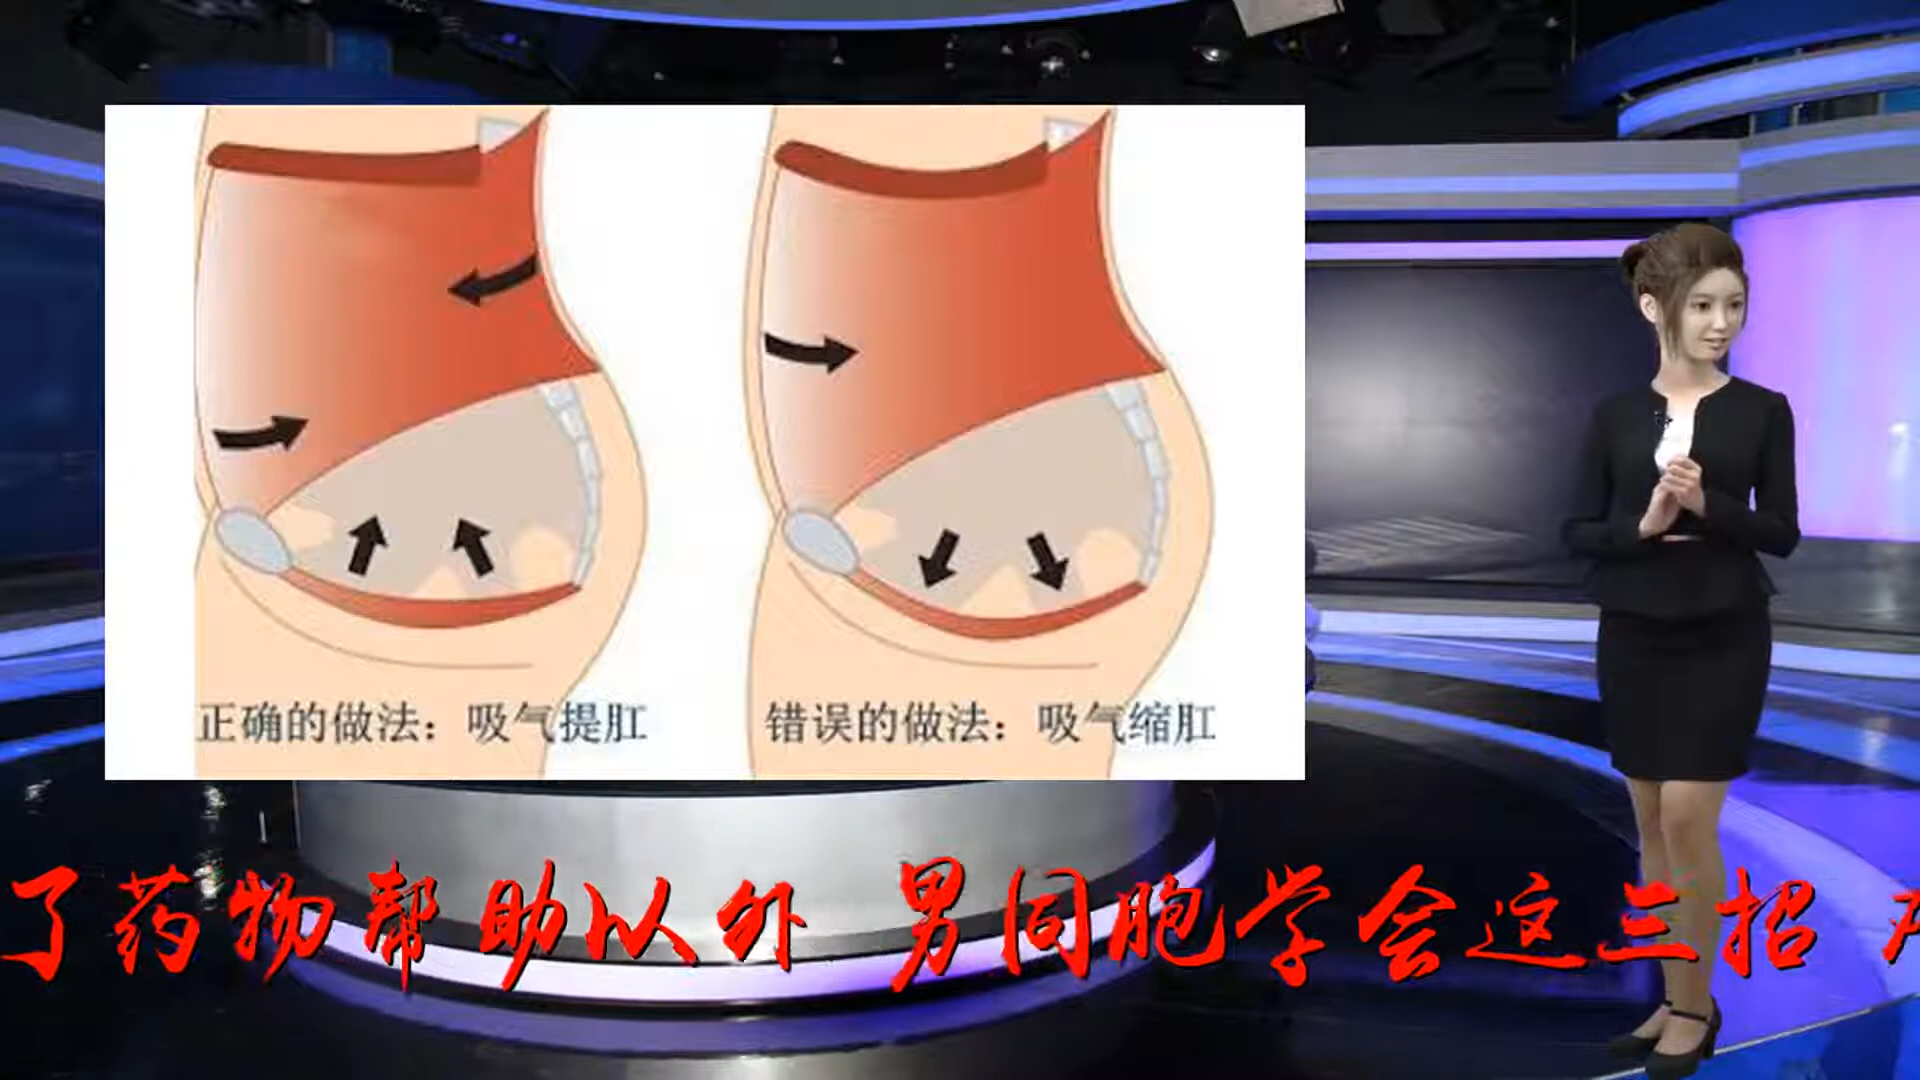 正确的做法：吸气提肛
错误的做法：吸气缩肛
了药物帮助以外 男同胞学会这三招